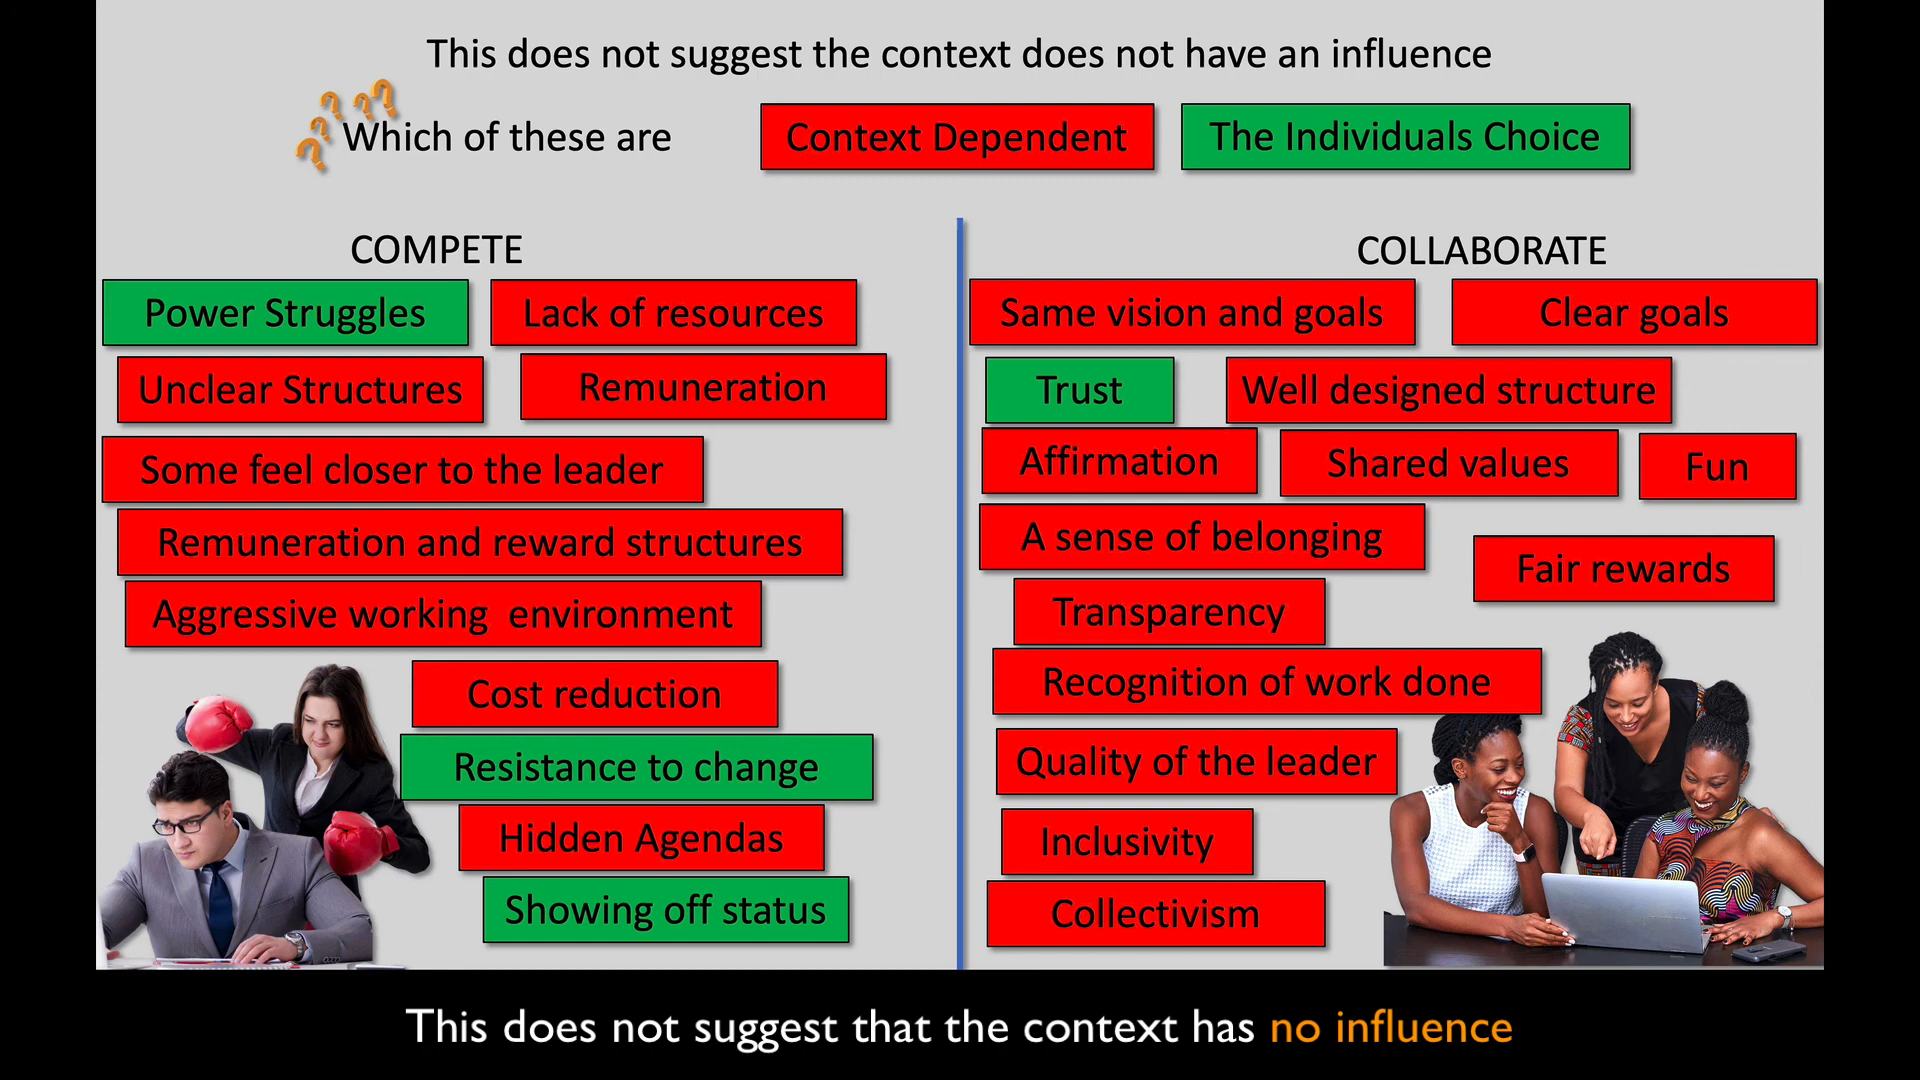 This does not suggest the context does not have an influence
? ? ? ? ? ?
Which of these are
Context Dependent
The Individuals Choice
COMPETE
Power Struggles
Lack of resources
Unclear Structures
Remuneration
Some feel closer to the leader
Remuneration and reward structures
Aggressive working  environment
Cost reduction
Resistance to change
Hidden Agendas
Showing off status
COLLABORATE
Same vision and goals
Clear goals
Trust
Well designed structure
Affirmation
Shared values
Fun
A sense of belonging
Fair rewards
Transparency
Recognition of work done
Quality of the leader
Inclusivity
Collectivism
This does not suggest that the context has no influence